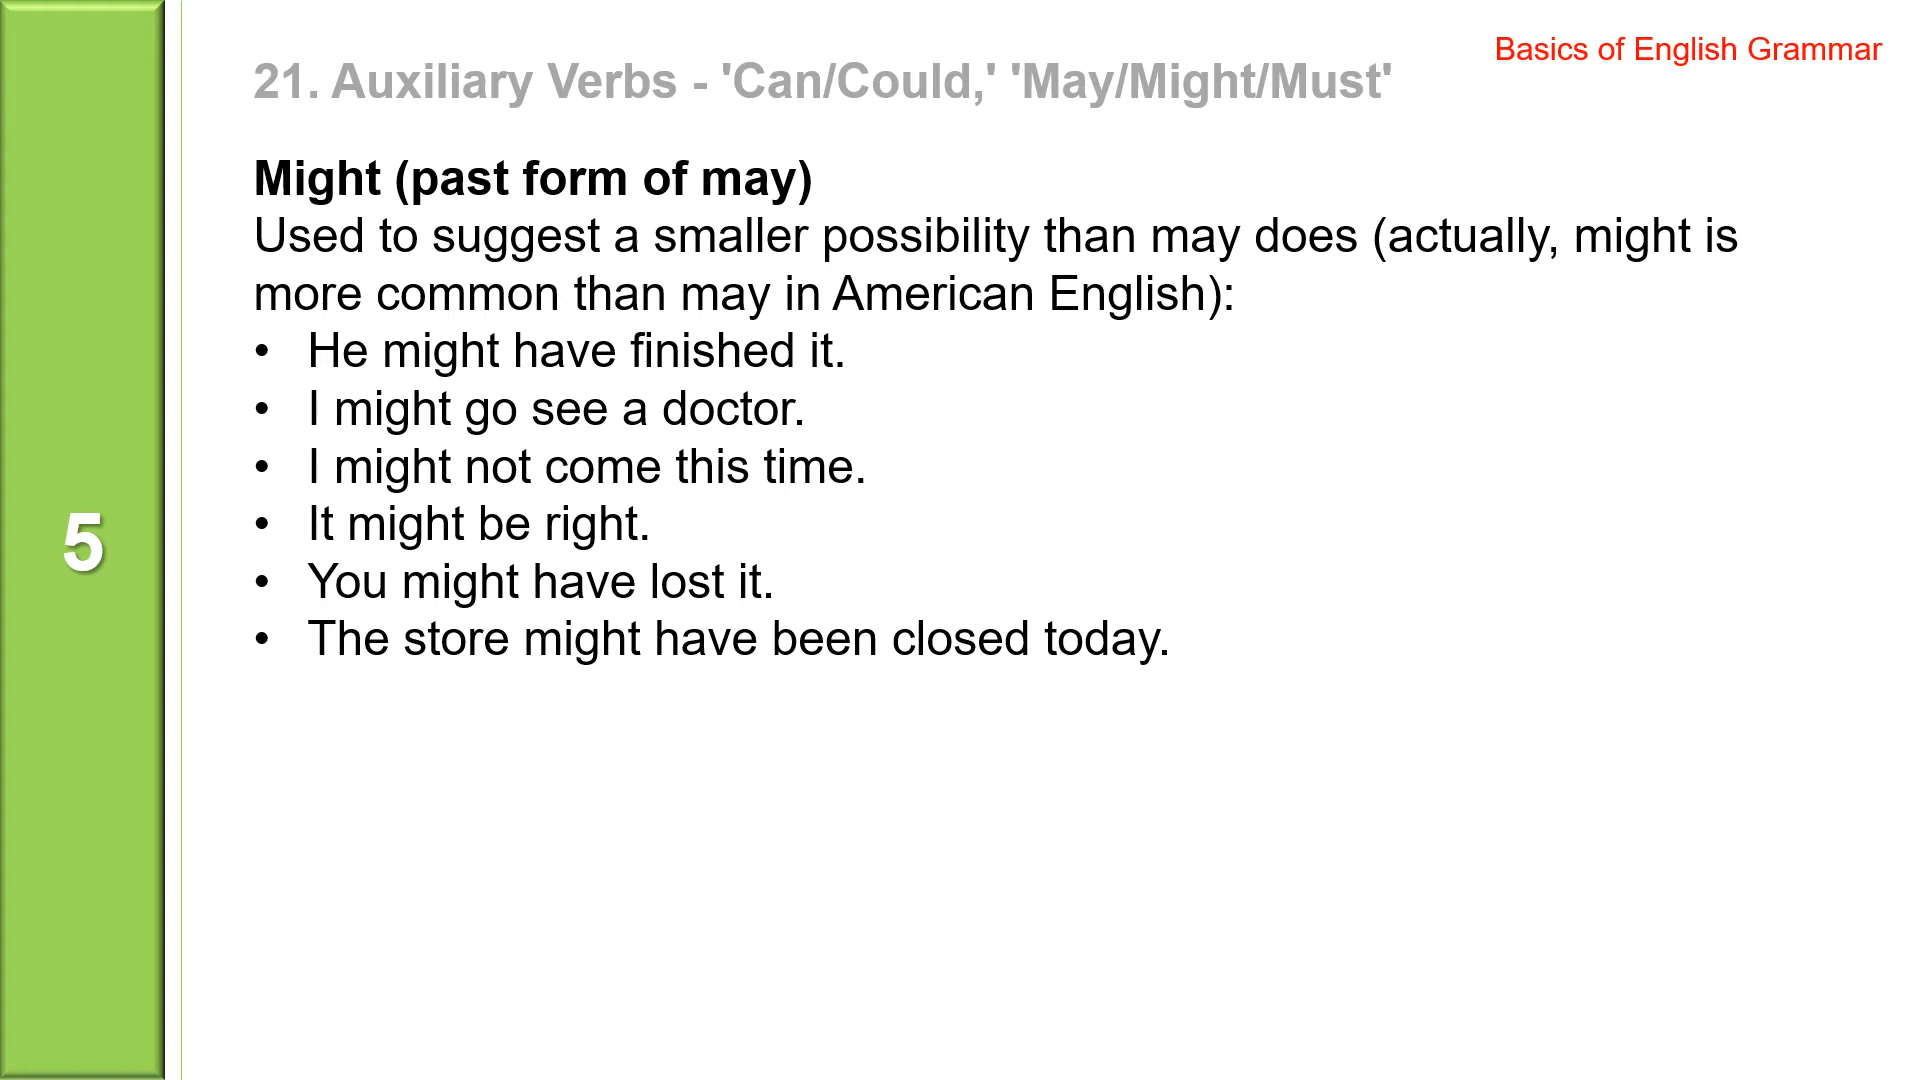 Basics of English Grammar
21. Auxiliary Verbs - 'Can/Could,' 'May/Might/Must'
Might (past form of may)
Used to suggest a smaller possibility than may does (actually, might is
more common than may in American English):
• He might have finished it.
• I might go see a doctor.
• I might not come this time.
• It might be right.
• You might have lost it.
• The store might have been closed today.
5